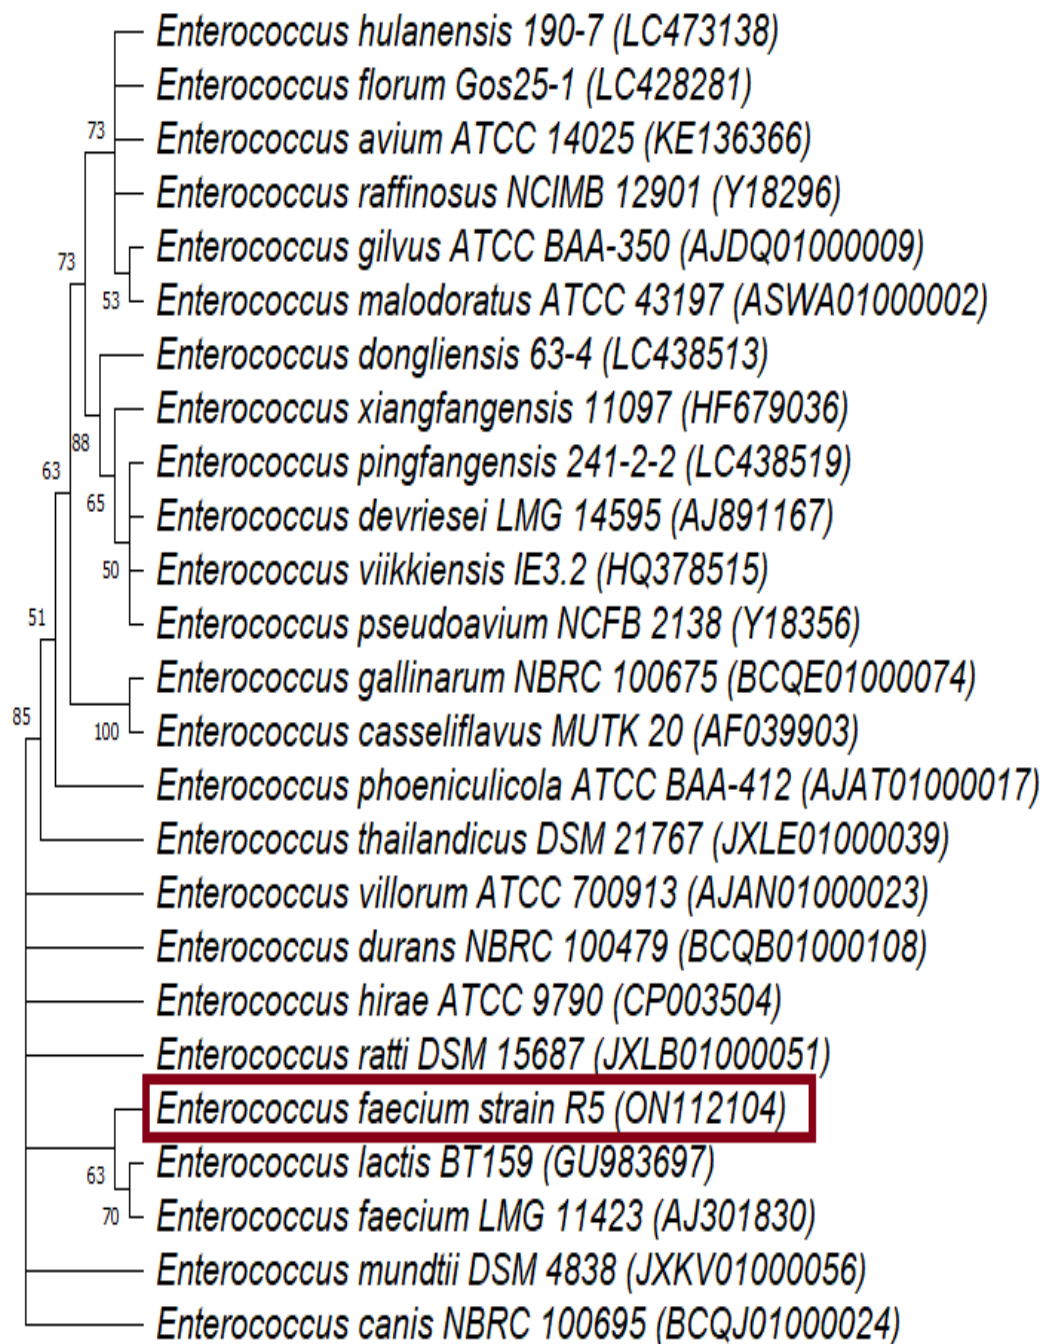 Enterococcus hulanensis 190-7 (LC473138)
Enterococcus florum Gos25-1 (LC428281)
73
Enterococcus avium ATCC 14025 (KE136366)
Enterococcus raffinosus NCIMB 12901 (Y18296)
Enterococcus gilvus ATCC BAA-350 (AJDQ01000009)
73
53
Enterococcus malodoratus ATCC 43197 (ASWA01000002)
Enterococcus dongliensis 63-4 (LC438513)
Enterococcus xiangfangensis 11097 (HF679036)
88
Enterococcus pingfangensis 241-2-2 (LC438519)
63
65
Enterococcus devriesei LMG 14595 (AJ891167)
50
Enterococcus viikkiensis IE3.2 (HQ378515)
Enterococcus pseudoavium NCFB 2138 (Y18356)
51
Enterococcus gallinarum NBRC 100675 (BCQE01000074)
85
100
Enterococcus casseliflavus MUTK 20 (AF039903)
Enterococcus phoeniculicola ATCC BAA-412 (AJAT01000017)
Enterococcus thailandicus DSM 21767 (JXLE01000039)
Enterococcus villorum ATCC 700913 (AJAN01000023)
Enterococcus durans NBRC 100479 (BCQB01000108)
Enterococcus hirae ATCC 9790 (CP003504)
Enterococcus ratti DSM 15687 (JXLB01000051)
Enterococcus faecium strain R5 (ON112104)
Enterococcus lactis BT159 (GU983697)
63
70
Enterococcus faecium LMG 11423 (AJ301830)
Enterococcus mundtii DSM 4838 (JXKV01000056)
Enterococcus canis NBRC 100695 (BCQJ01000024)